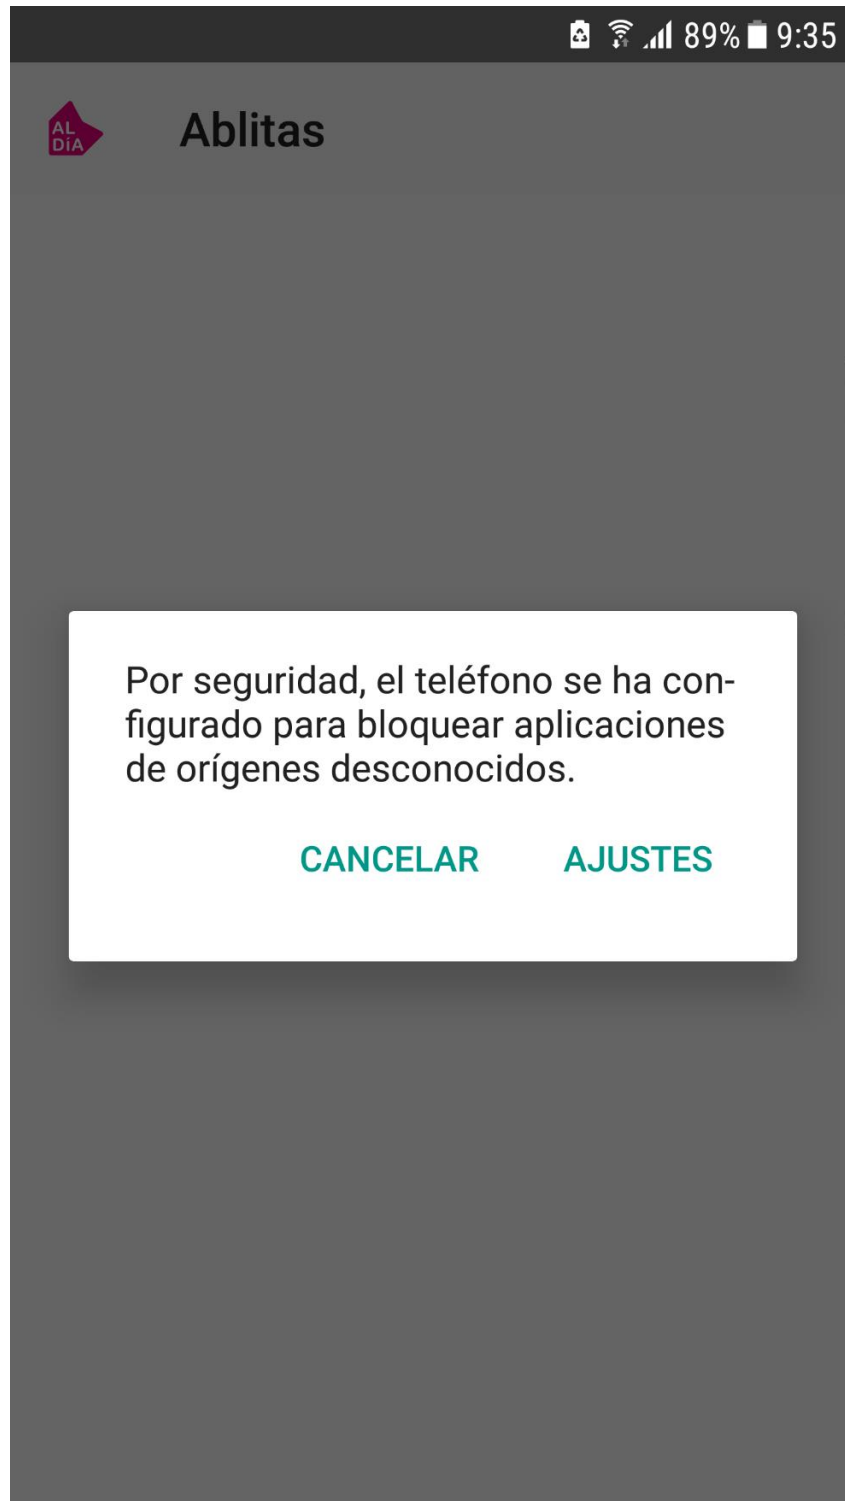 89% 9:35
AL
DÍA
Ablitas
Por seguridad, el teléfono se ha con-
figurado para bloquear aplicaciones
de orígenes desconocidos.
CANCELAR AJUSTES